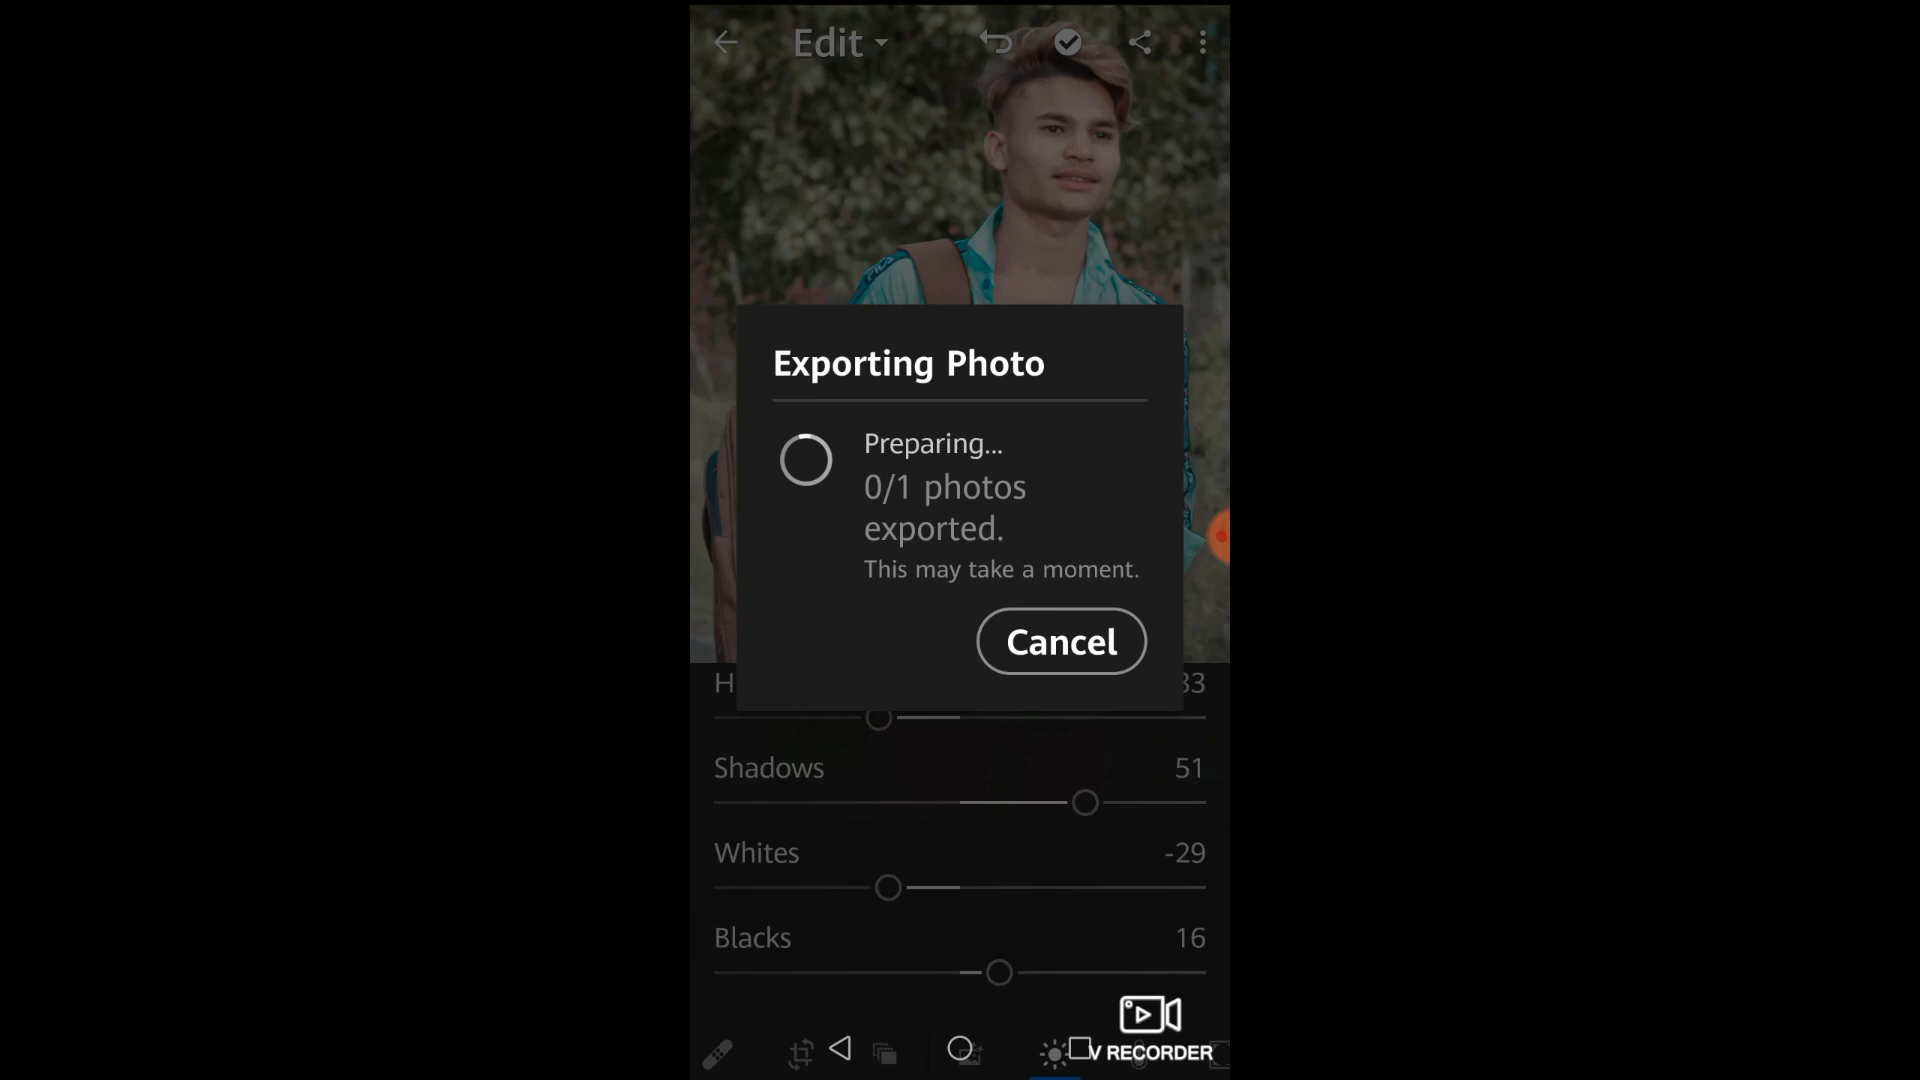 Edit
FILA
Exporting Photo
Preparing...
0/1 photos
exported.
This may take a moment.
Cancel
Shadows 51
Whites -29
Blacks 16
V RECORDER